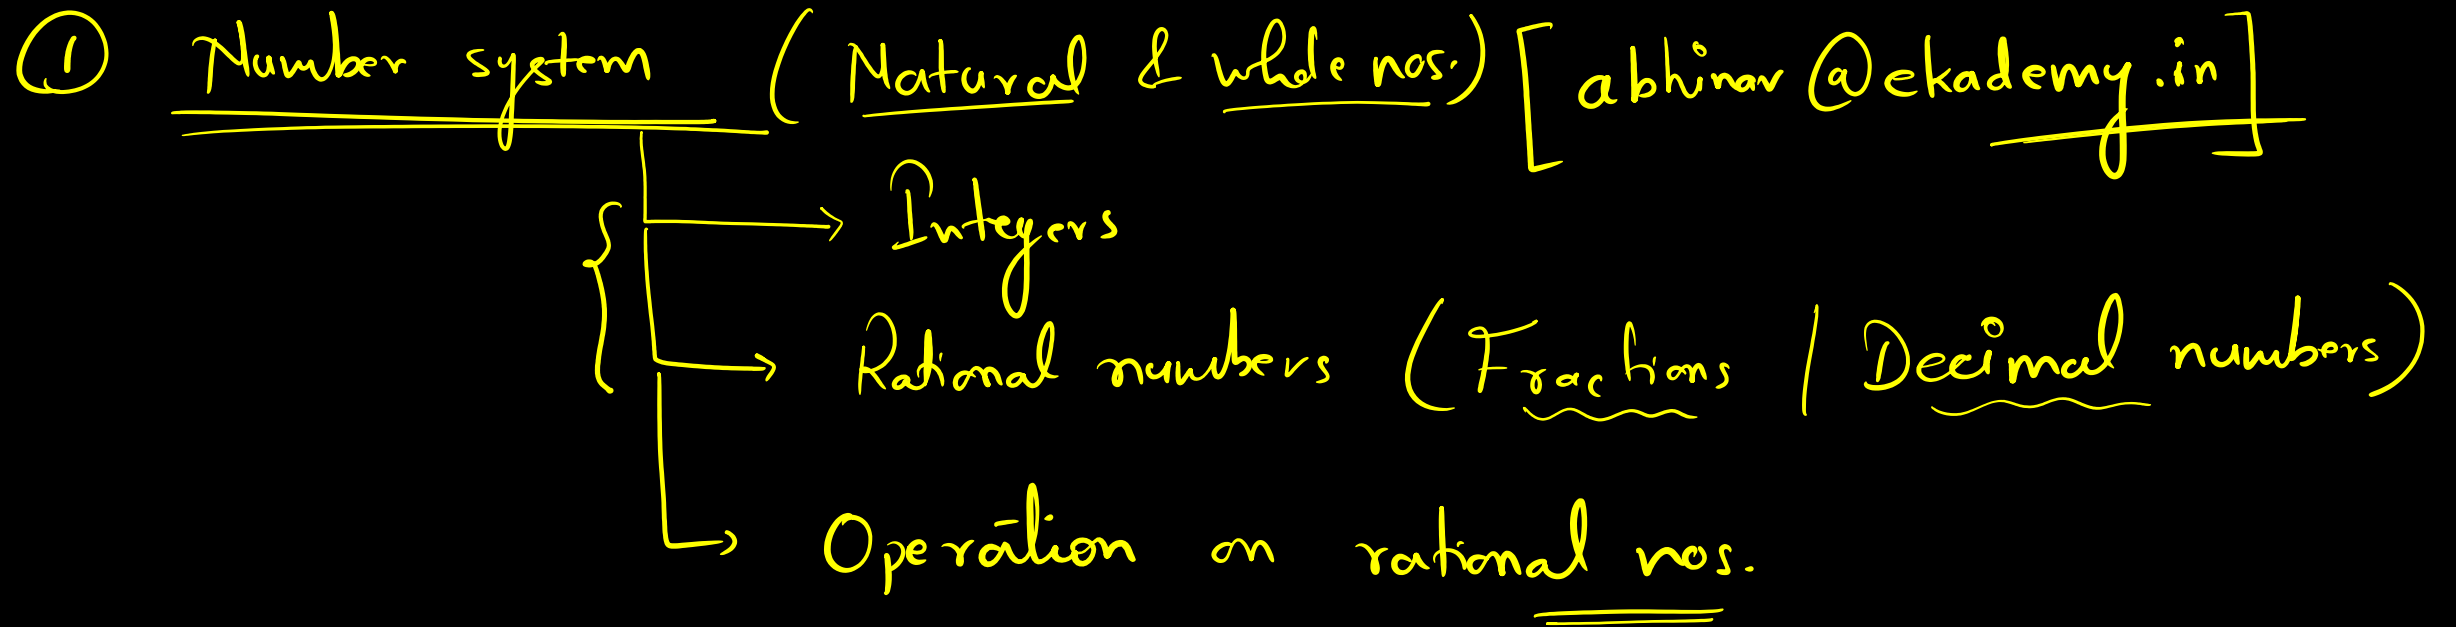 ① Number system (Natural & whole nos.) [abhinav@ekademy.in]
Integers
Rational numbers (Fractions / Decimal numbers)
Operation on rational nos.